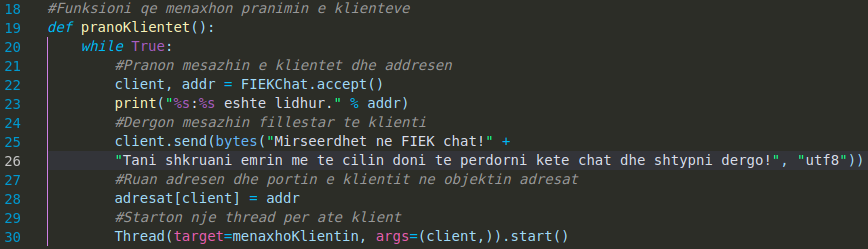 18 #Funksioni qe menaxhon pranimin e klienteve
19 def pranoKlientet():
20     while True:
21         #Pranon mesazhin e klientet dhe addresen
22         client, addr = FIEKChat.accept()
23         print("%s:%s eshte lidhur." % addr)
24         #Dergon mesazhin fillestar te klienti
25         client.send(bytes("Mirseerdhet ne FIEK chat!" +
26         "Tani shkruani emrin me te cilin doni te perdorni kete chat dhe shtypni dergo!", "utf8"))
27         #Ruan adresen dhe portin e klientit ne objektin adresat
28         adresat[client] = addr
29         #Starton nje thread per ate klient
30         Thread(target=menaxhoKlientin, args=(client,)).start()